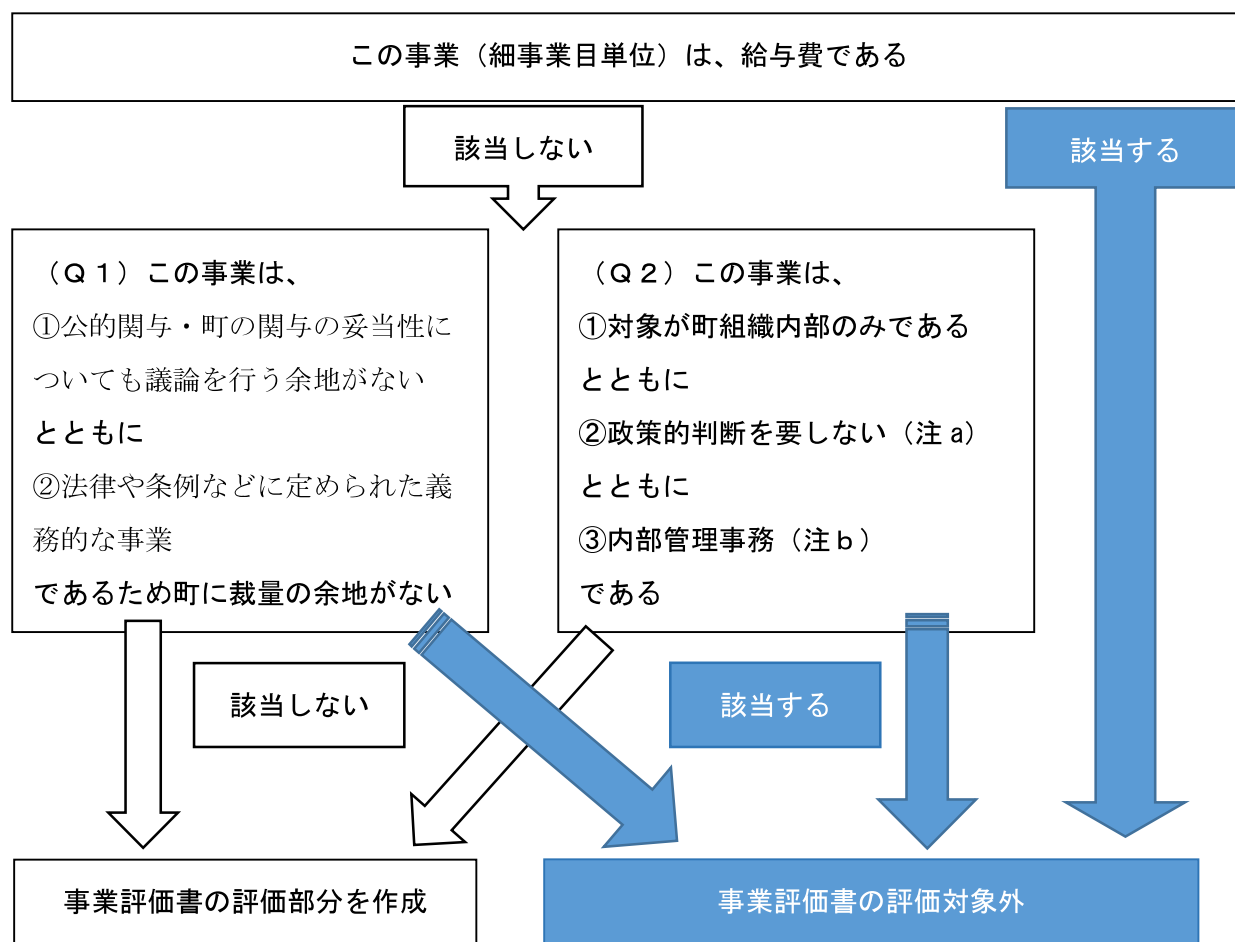 この事業（細事業目単位）は、給与費である
該当しない
該当する
（Ｑ１）この事業は、
①公的関与・町の関与の妥当性に
ついても議論を行う余地がない
とともに
②法律や条例などに定められた義
務的な事業
であるため町に裁量の余地がない
（Ｑ２）この事業は、
①対象が町組織内部のみである
とともに
②政策的判断を要しない（注 a）
とともに
③内部管理事務（注ｂ）
である
該当しない
該当する
事業評価書の評価部分を作成
事業評価書の評価対象外